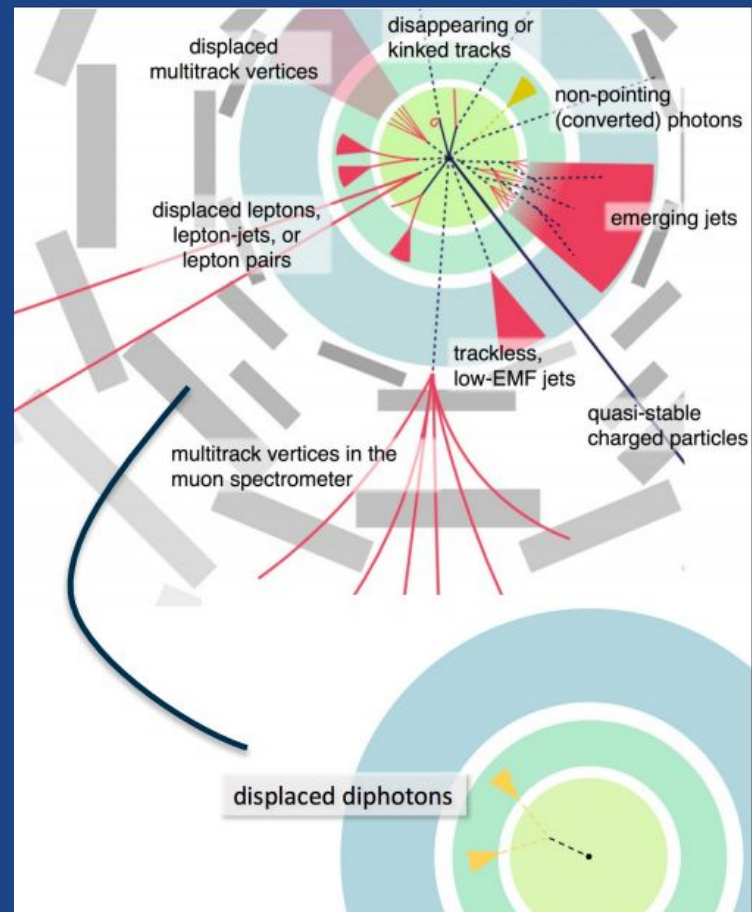 displaced
multitrack vertices
disappearing or
kinked tracks
non-pointing
(converted) photons
displaced leptons,
lepton-jets, or
lepton pairs
emerging jets
trackless,
low-EMF jets
quasi-stable
charged particles
multitrack vertices in the
muon spectrometer
displaced diphotons